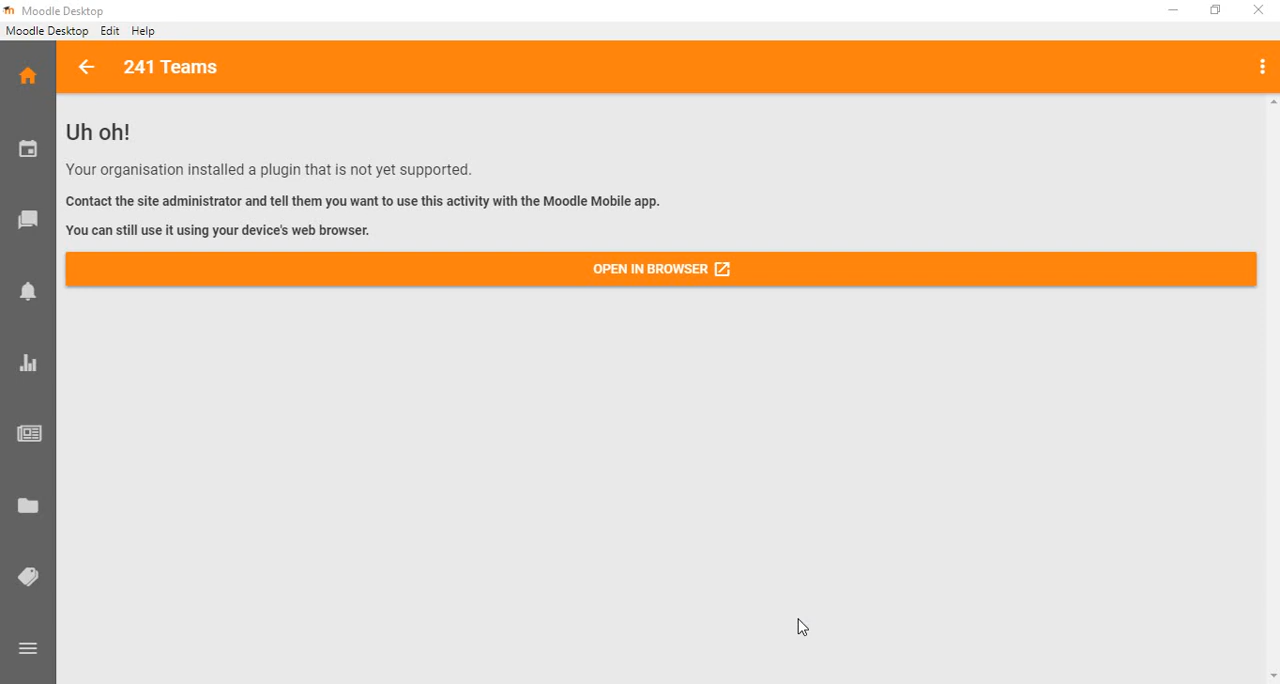 Moodle Desktop
Moodle Desktop Edit Help
241 Teams
Uh oh!
Your organisation installed a plugin that is not yet supported.
Contact the site administrator and tell them you want to use this activity with the Moodle Mobile app.
You can still use it using your device's web browser.
OPEN IN BROWSER